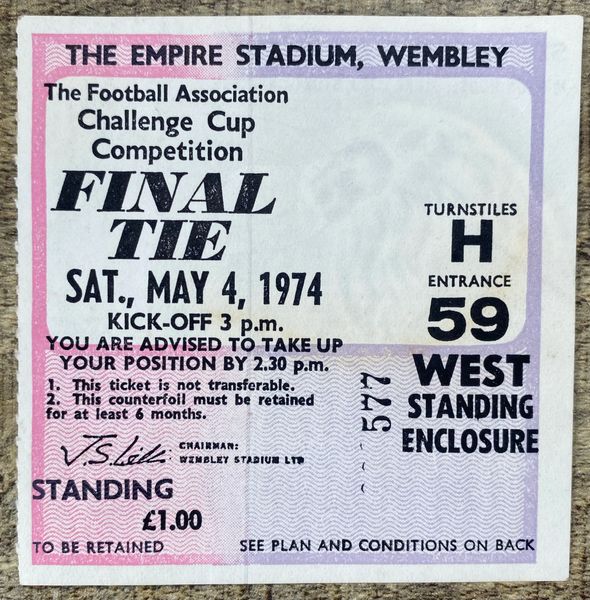 THE EMPIRE STADIUM, WEMBLEY
The Football Association
Challenge Cup
Competition
FINAL
TIE
SAT., MAY 4, 1974
KICK-OFF 3 p.m.
YOU ARE ADVISED TO TAKE UP
YOUR POSITION BY 2.30 p.m.
1. This ticket is not transferable.
2. This counterfoil must be retained
for at least 6 months.
CHAIRMAN:
WEMBLEY STADIUM LTD
STANDING
£1.00
TO BE RETAINED
TURNSTILES
H
ENTRANCE
59
WEST
STANDING
ENCLOSURE
577
SEE PLAN AND CONDITIONS ON BACK